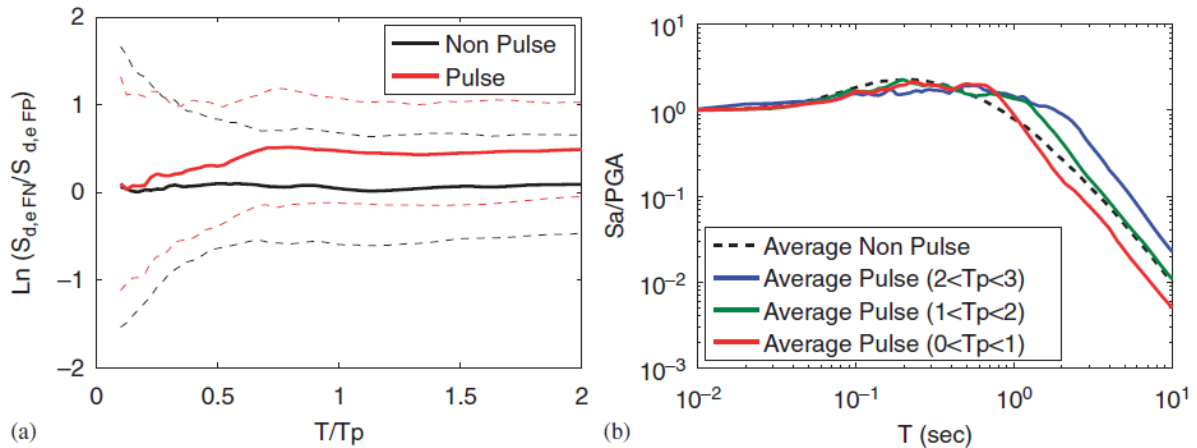 2
1
0
−1
−2
Ln (S d,e FN/S d,e FP)
Non Pulse
Pulse
0 0.5 1 1.5 2
(a) T/Tp
10^1
10^0
10^-1
10^-2
10^-3
Sa/PGA
Average Non Pulse
Average Pulse (2<Tp<3)
Average Pulse (1<Tp<2)
Average Pulse (0<Tp<1)
10^-2 10^-1 10^0 10^1
(b) T (sec)